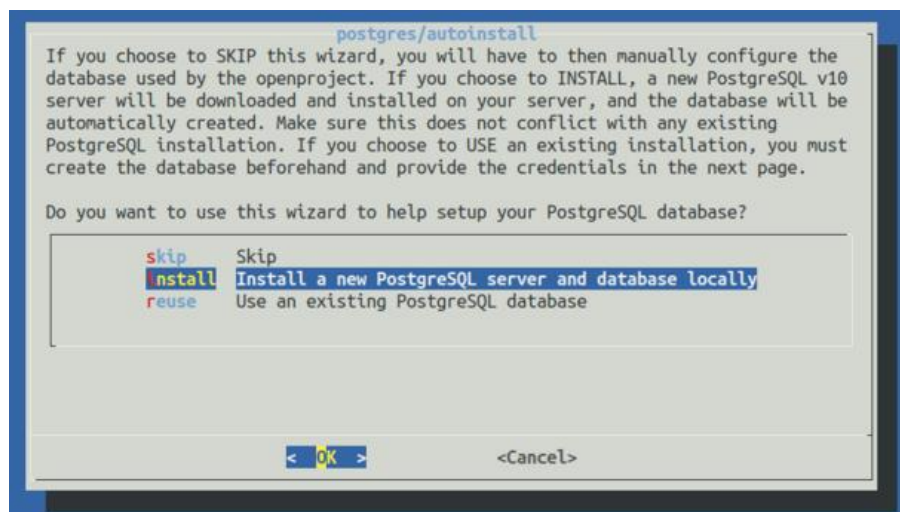 postgres/autoinstall
If you choose to SKIP this wizard, you will have to then manually configure the
database used by the openproject. If you choose to INSTALL, a new PostgreSQL v10
server will be downloaded and installed on your server, and the database will be
automatically created. Make sure this does not conflict with any existing
PostgreSQL installation. If you choose to USE an existing installation, you must
create the database beforehand and provide the credentials in the next page.
Do you want to use this wizard to help setup your PostgreSQL database?
skip Skip
install Install a new PostgreSQL server and database locally
reuse Use an existing PostgreSQL database
< OK > <Cancel>